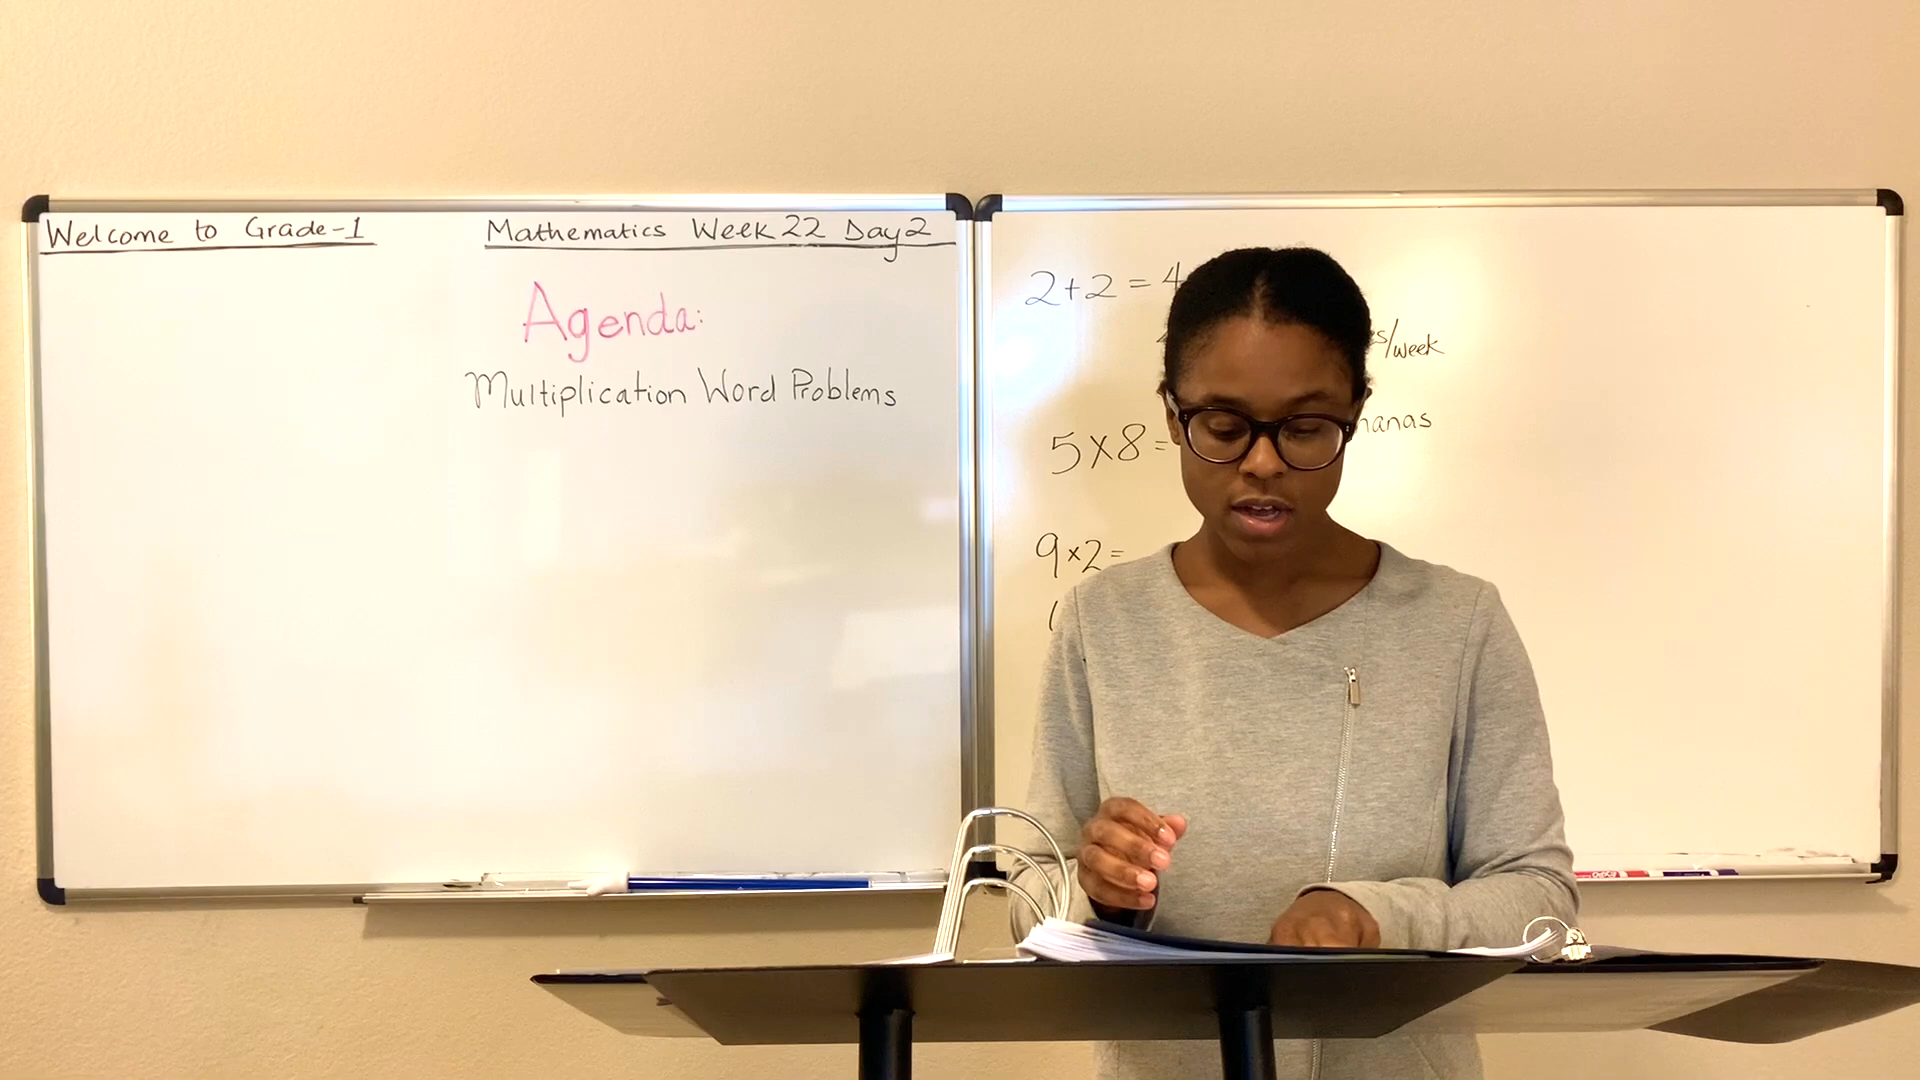 Welcome to Grade-1
Mathematics Week 22 Day 2
Agenda:
Multiplication Word Problems
2+2=4
/week
5x8=
9x2=